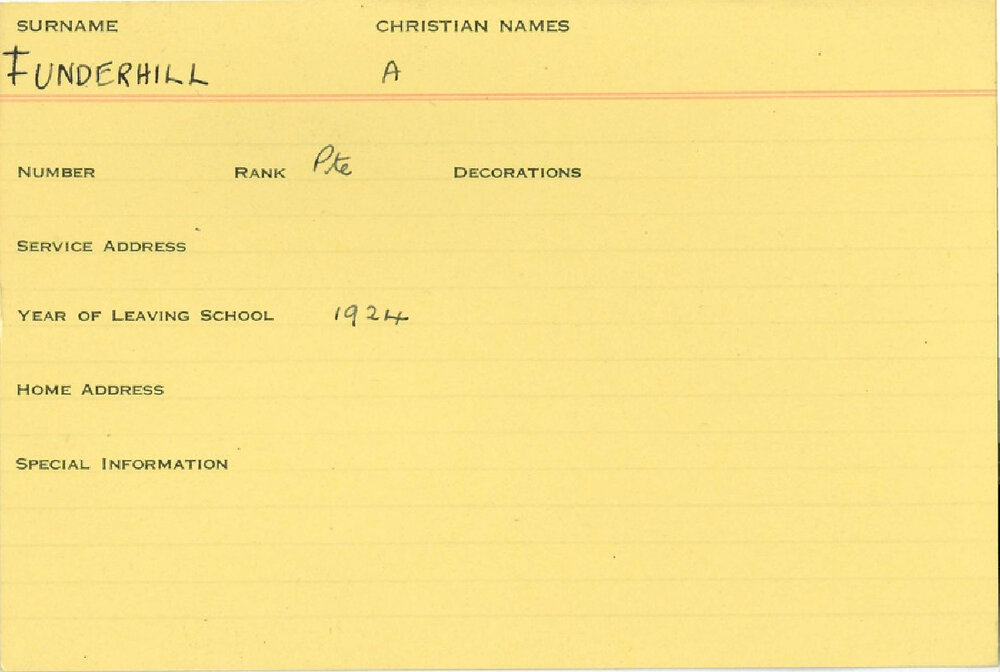 SURNAME CHRISTIAN NAMES
‡UNDERHILL A
NUMBER RANK Pte DECORATIONS
SERVICE ADDRESS
YEAR OF LEAVING SCHOOL 1924
HOME ADDRESS
SPECIAL INFORMATION